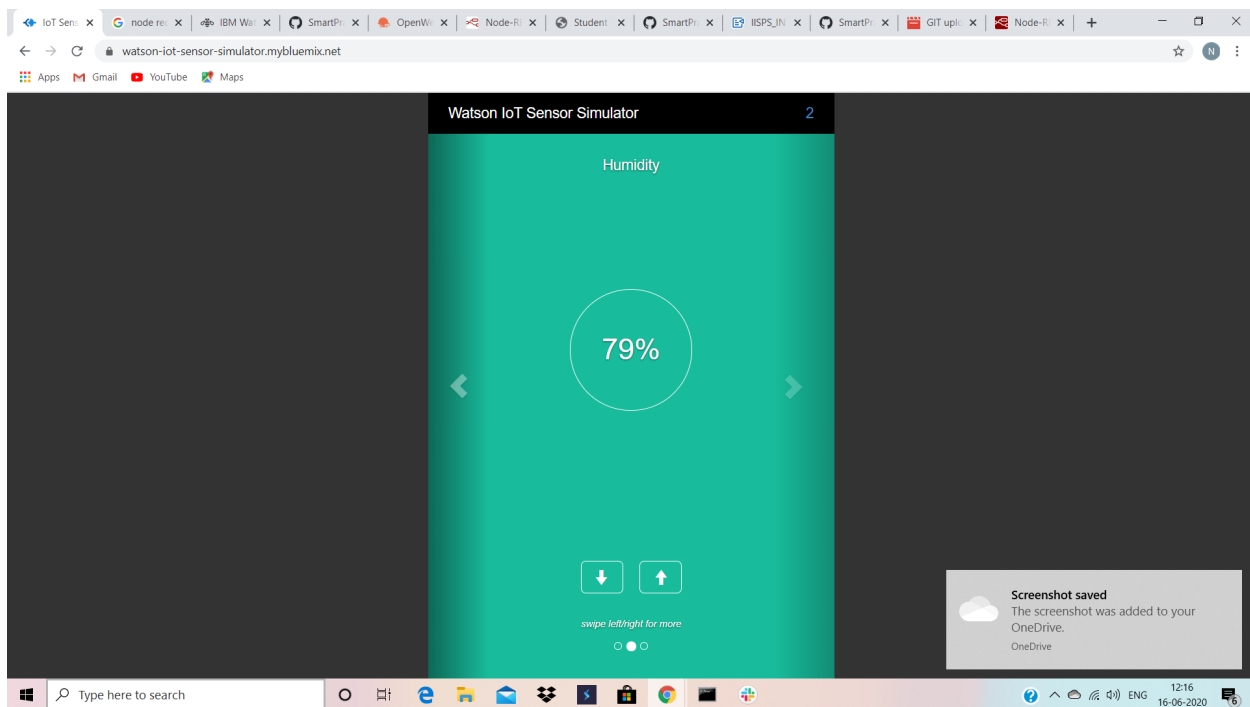 IoT Sens
node rec
IBM Wat
SmartPr
OpenWe
Node-RE
Student
SmartPr
IISPS_IN
SmartPr
GIT uplo
Node-RE
watson-iot-sensor-simulator.mybluemix.net
N
Apps
Gmail
YouTube
Maps
Watson IoT Sensor Simulator
2
Humidity
79%
swipe left/right for more
Screenshot saved
The screenshot was added to your
OneDrive.
OneDrive
Type here to search
ENG
12:16
16-06-2020
6